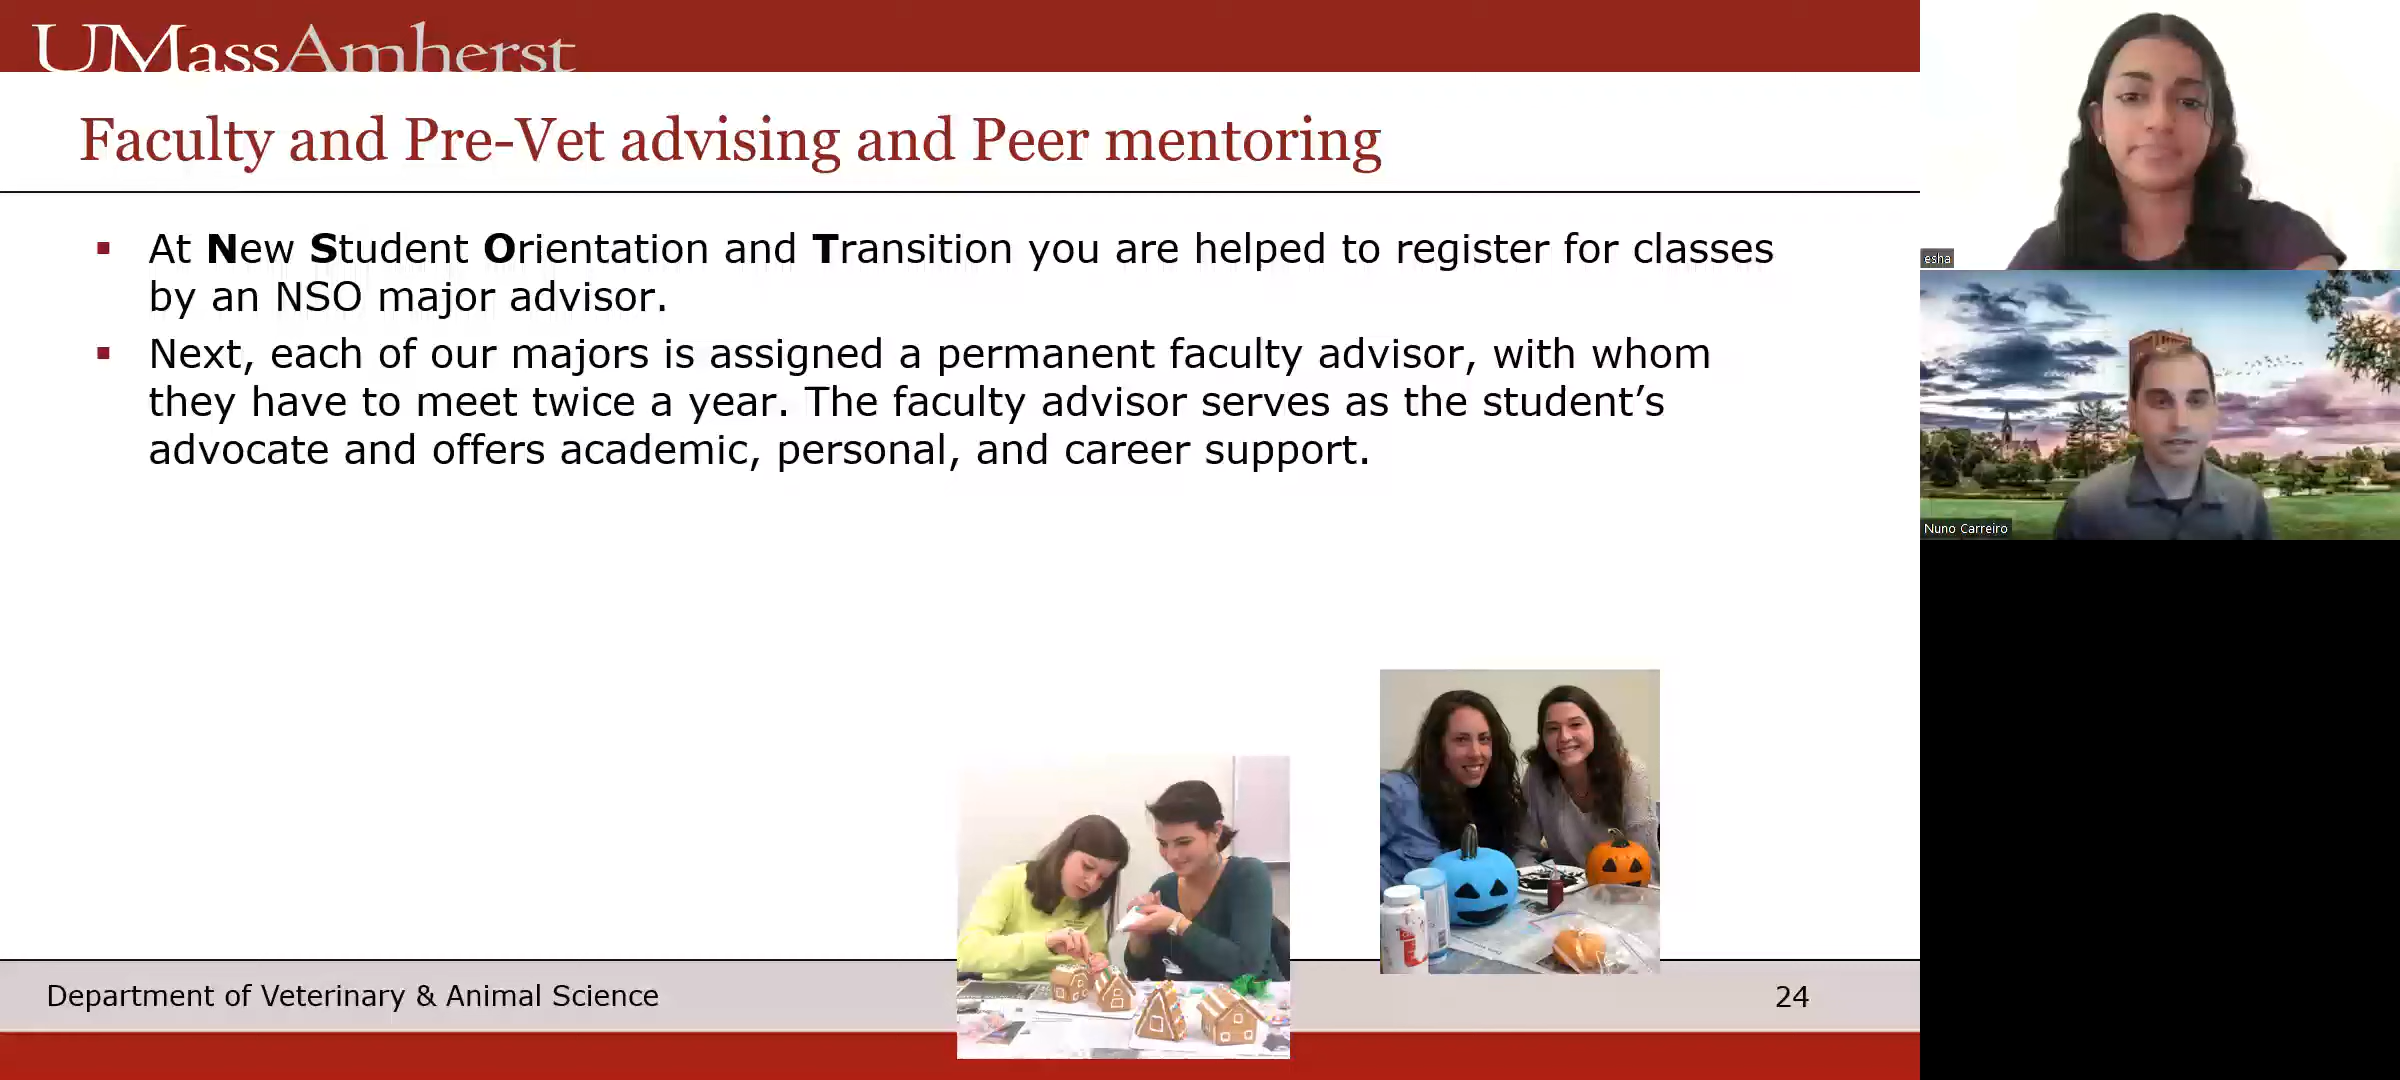 UMassAmherst
Faculty and Pre-Vet advising and Peer mentoring
▪ At New Student Orientation and Transition you are helped to register for classes
by an NSO major advisor.
▪ Next, each of our majors is assigned a permanent faculty advisor, with whom
they have to meet twice a year. The faculty advisor serves as the student’s
advocate and offers academic, personal, and career support.
Department of Veterinary & Animal Science
24
esha
Nuno Carreiro